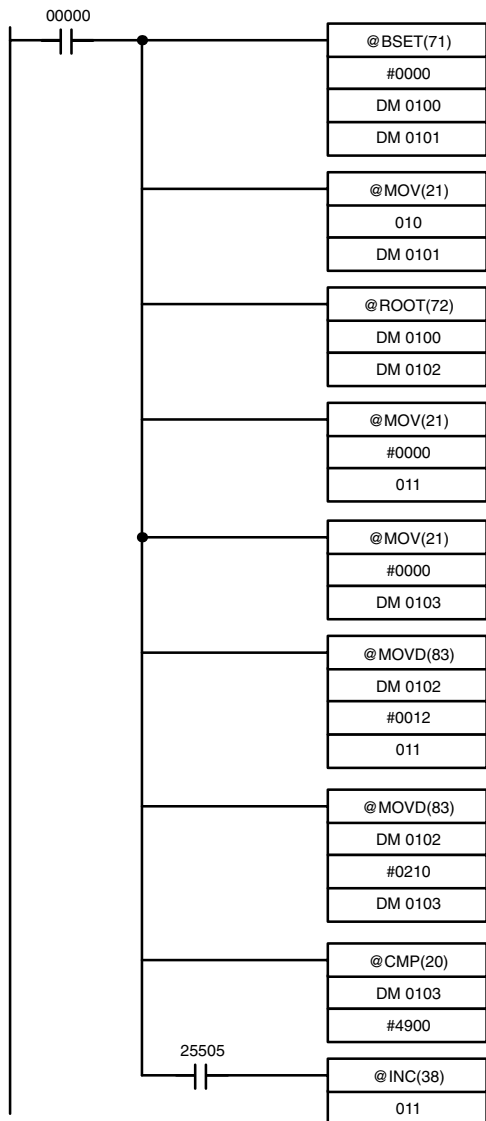 00000
@BSET(71)
#0000
DM 0100
DM 0101
@MOV(21)
010
DM 0101
@ROOT(72)
DM 0100
DM 0102
@MOV(21)
#0000
011
@MOV(21)
#0000
DM 0103
@MOVD(83)
DM 0102
#0012
011
@MOVD(83)
DM 0102
#0210
DM 0103
@CMP(20)
DM 0103
#4900
25505
@INC(38)
011